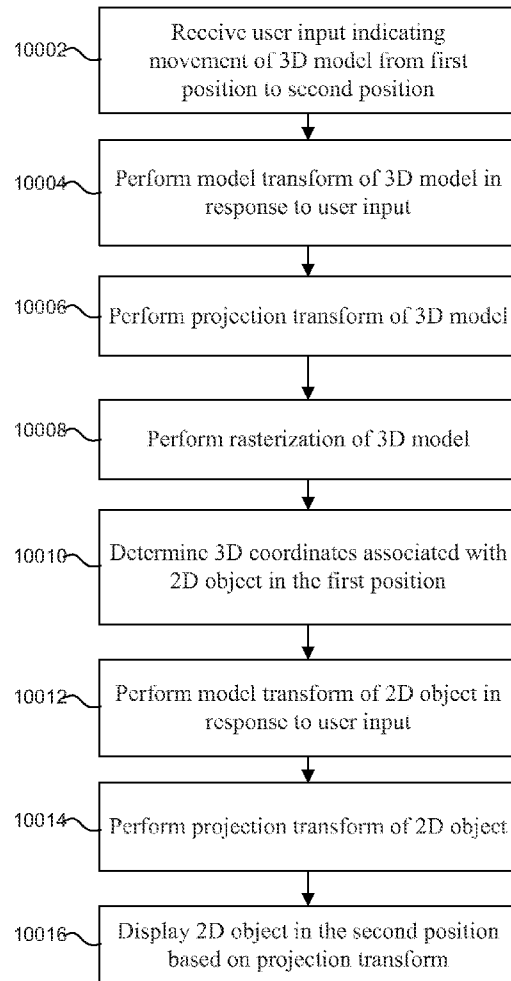 10002
Receive user input indicating
movement of 3D model from first
position to second position
10004
Perform model transform of 3D model in
response to user input
10006
Perform projection transform of 3D model
10008
Perform rasterization of 3D model
10010
Determine 3D coordinates associated with
2D object in the first position
10012
Perform model transform of 2D object in
response to user input
10014
Perform projection transform of 2D object
10016
Display 2D object in the second position
based on projection transform